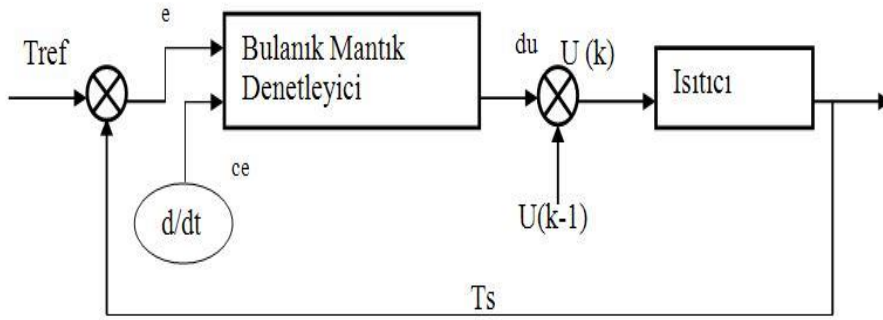 e
Tref
Bulanık Mantık
Denetleyici
du
U (k)
Isıtıcı
ce
d/dt
U(k-1)
Ts